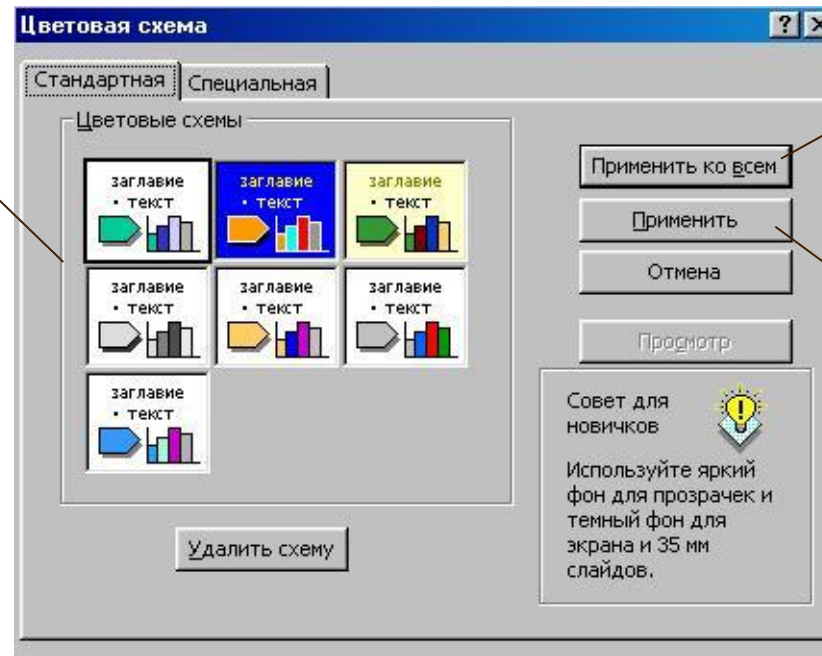 Цветовая схема
Стандартная Специальная
Цветовые схемы
заглавие
• текст
заглавие
• текст
заглавие
• текст
заглавие
• текст
заглавие
• текст
заглавие
• текст
заглавие
• текст
Удалить схему
Применить ко всем
Применить
Отмена
Просмотр
Совет для
новичков
Используйте яркий
фон для прозрачек и
темный фон для
экрана и 35 мм
слайдов.